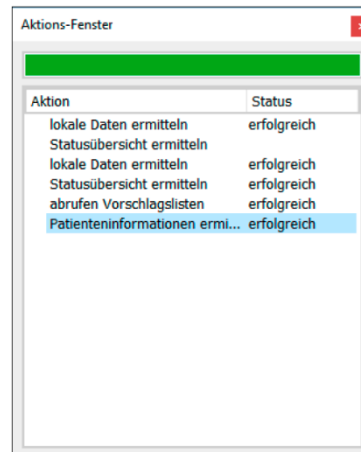 Aktions-Fenster
Aktion Status
lokale Daten ermitteln erfolgreich
Statusübersicht ermitteln
lokale Daten ermitteln erfolgreich
Statusübersicht ermitteln erfolgreich
abrufen Vorschlagslisten erfolgreich
Patienteninformationen ermi... erfolgreich